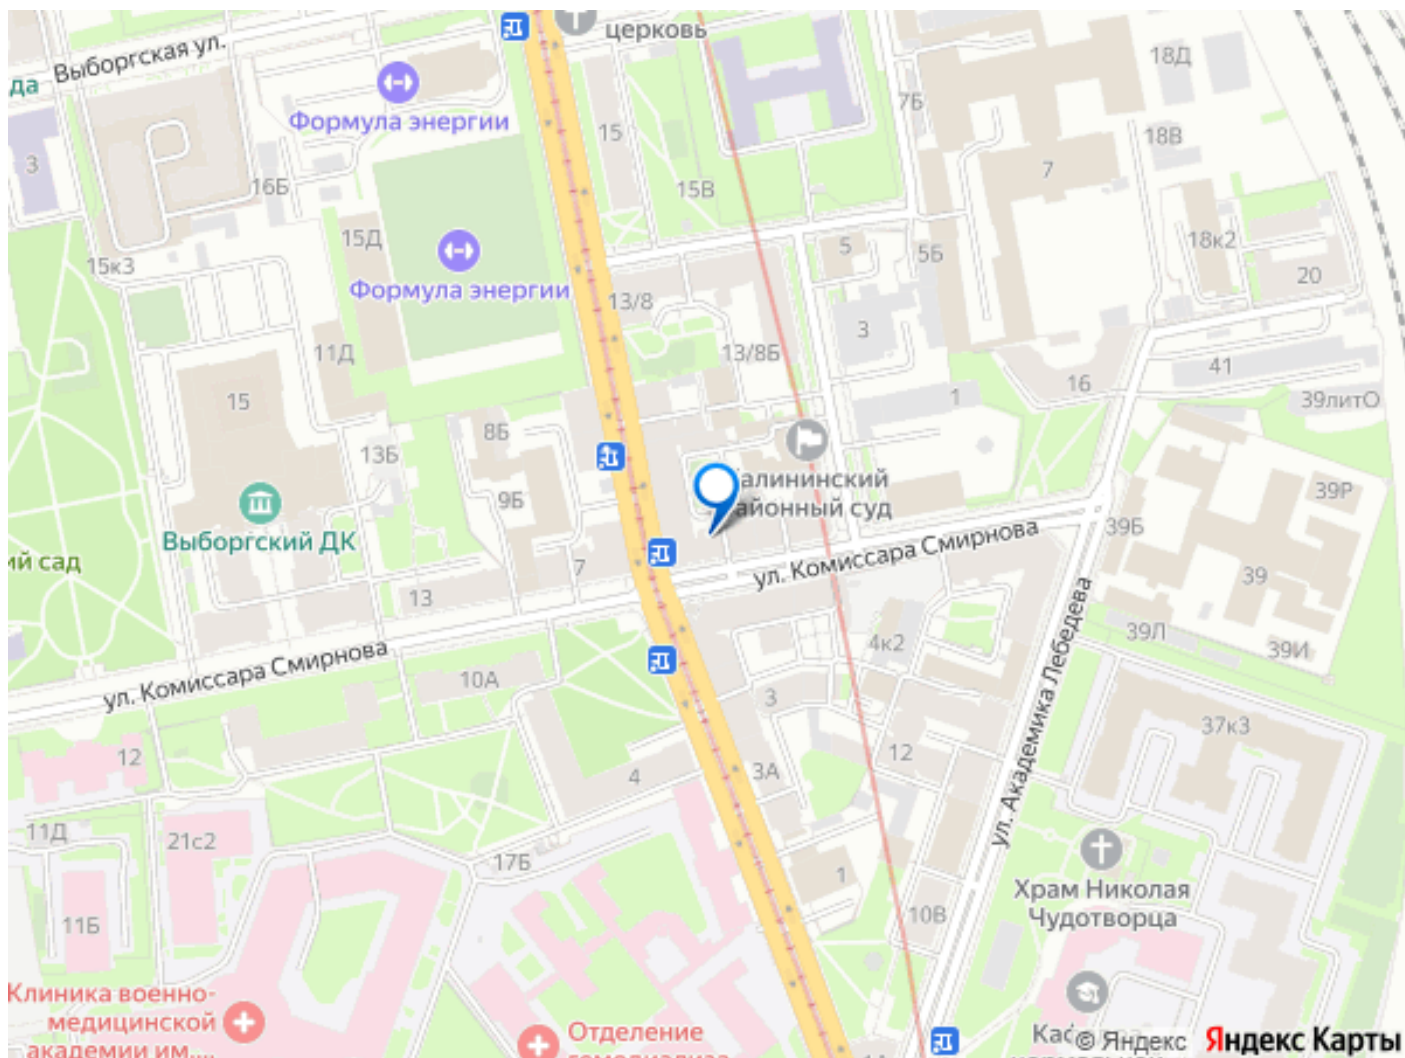 церковь
Выборгская ул.
да
18Д
7Б
Формула энергии
15
18В
3
7
16Б
15В
15Д
5
5Б
18к2
15к3
20
Формула энергии
13/8
3
11Д
13/8Б
41
16
15
1
39литО
8Б
13Б
алининский
айонный суд
9Б
39Р
39Б
Выборгский ДК
ий сад
ул. Комиссара Смирнова
7
39
13
39Л
4к2
39И
ул. Комиссара Смирнова
10А
3
ул. Академика Лебедева
37к3
12
12
3А
4
11Д
21с2
17Б
1
Храм Николая
Чудотворца
11Б
10В
Клиника военно-
медицинской
академии им....
Отделение
гемодиализа
© Яндекс
Яндекс Карты